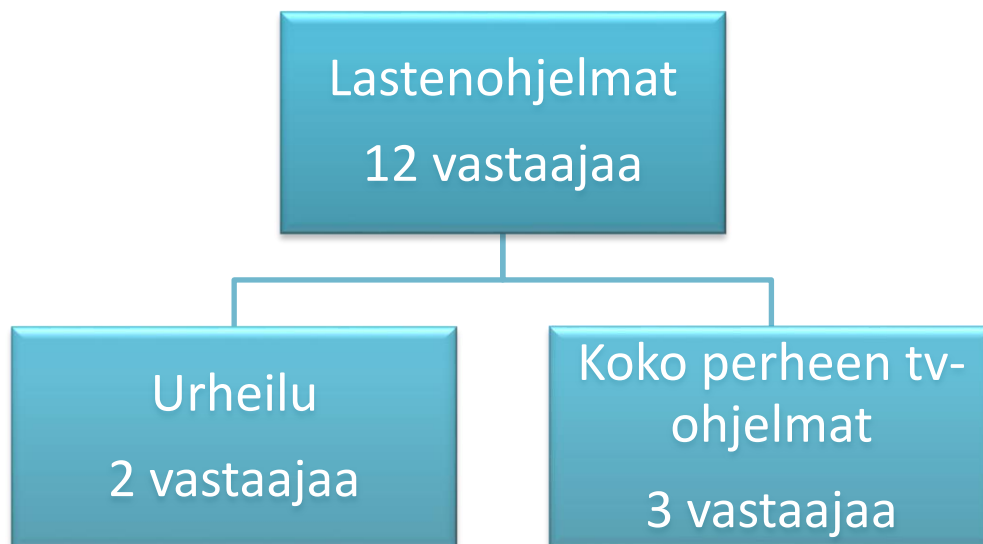 Lastenohjelmat
12 vastaajaa
Urheilu
2 vastaajaa
Koko perheen tv-
ohjelmat
3 vastaajaa